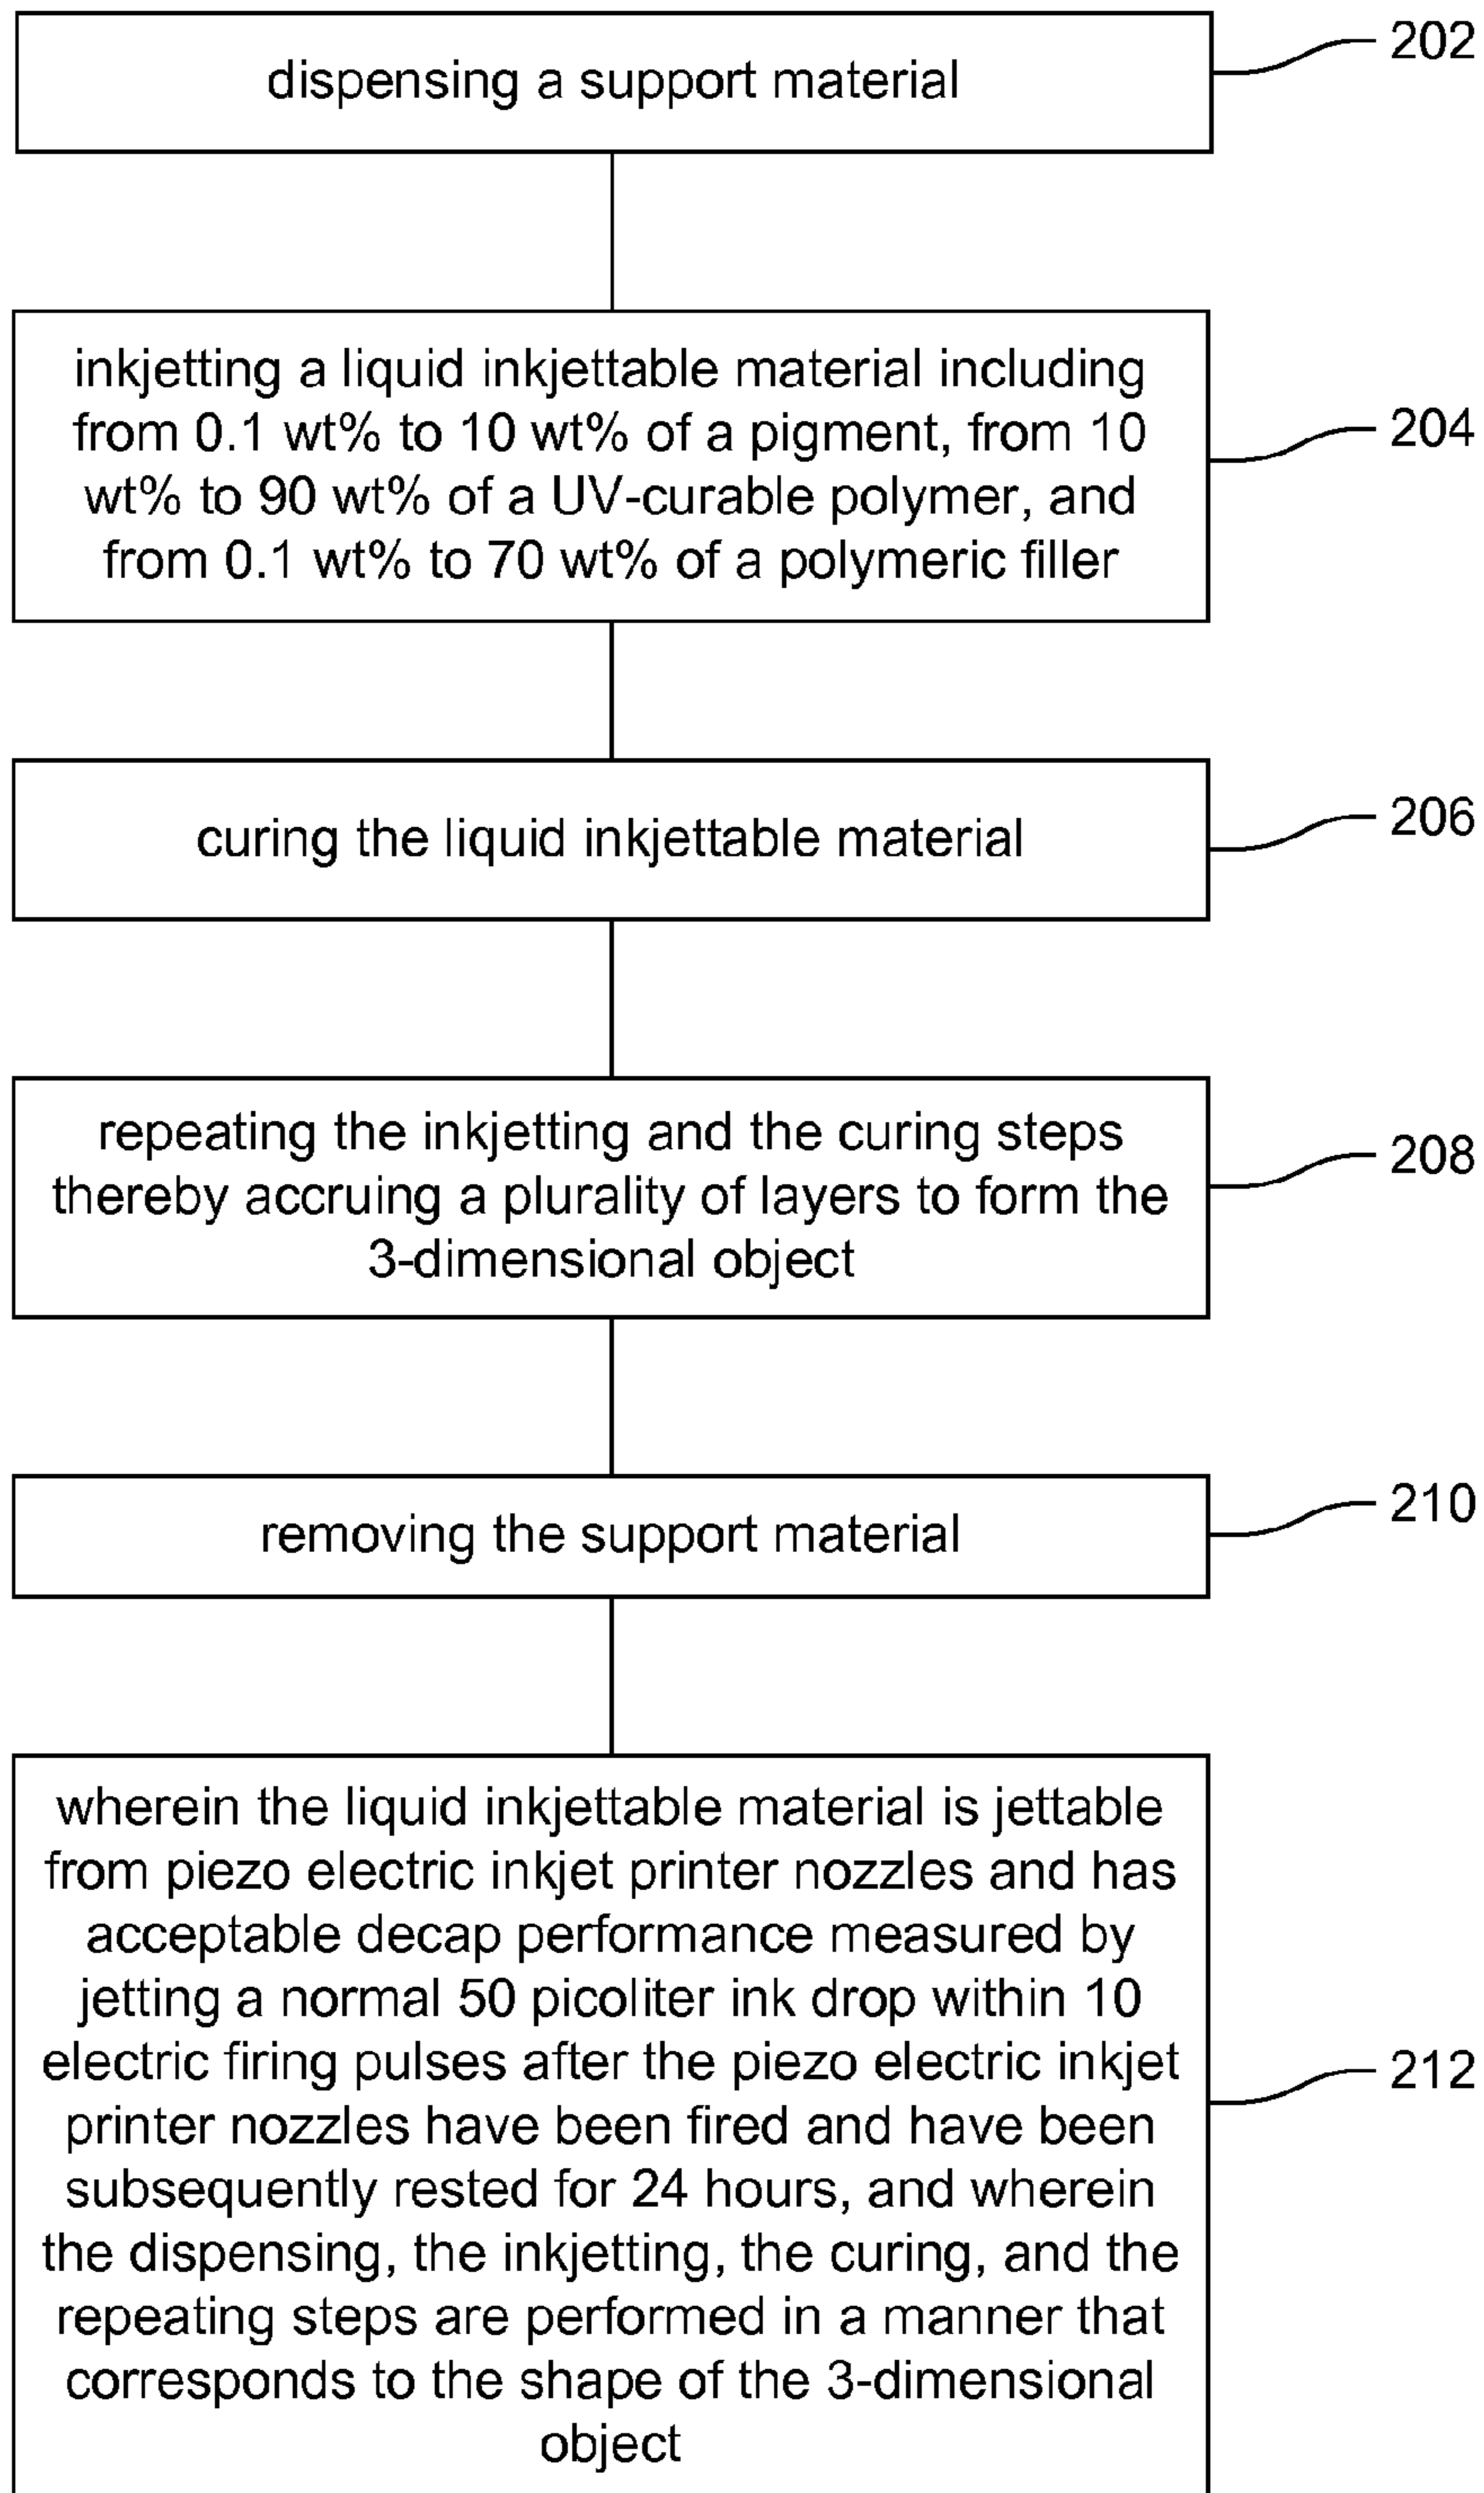 dispensing a support material
202
inkjetting a liquid inkjettable material including
from 0.1 wt% to 10 wt% of a pigment, from 10
wt% to 90 wt% of a UV-curable polymer, and
from 0.1 wt% to 70 wt% of a polymeric filler
204
curing the liquid inkjettable material
206
repeating the inkjetting and the curing steps
thereby accruing a plurality of layers to form the
3-dimensional object
208
removing the support material
210
wherein the liquid inkjettable material is jettable
from piezo electric inkjet printer nozzles and has
acceptable decap performance measured by
jetting a normal 50 picoliter ink drop within 10
electric firing pulses after the piezo electric inkjet
printer nozzles have been fired and have been
subsequently rested for 24 hours, and wherein
the dispensing, the inkjetting, the curing, and the
repeating steps are performed in a manner that
corresponds to the shape of the 3-dimensional
object
212